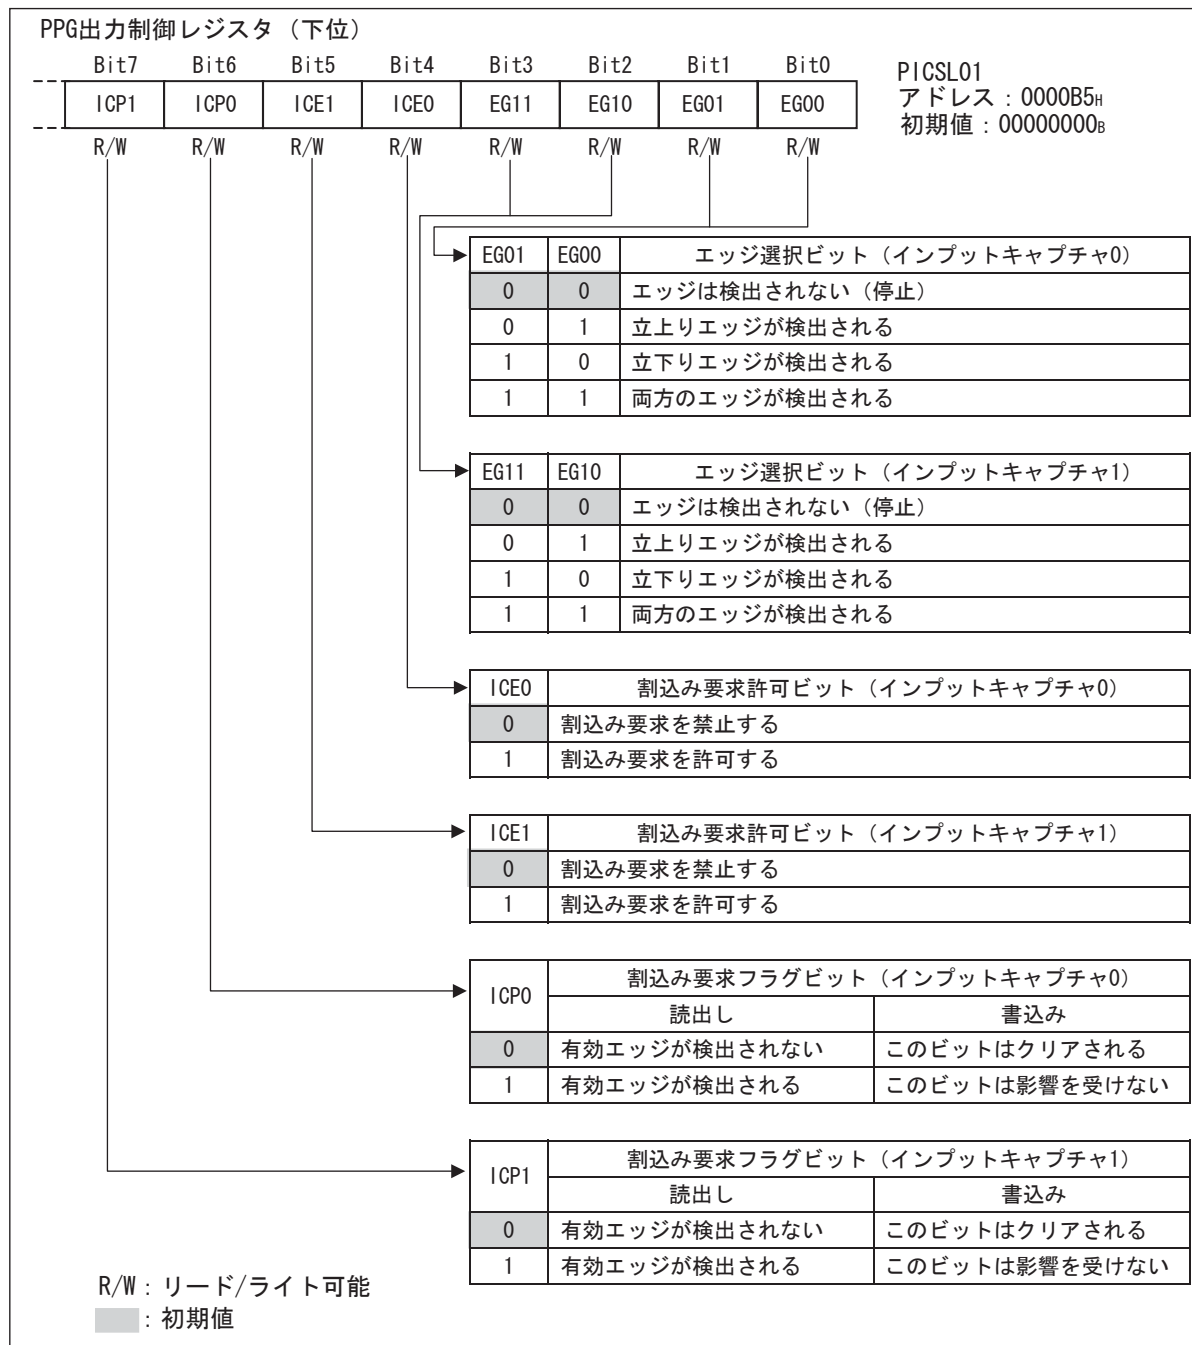 PPG出力制御レジスタ（下位）
Bit7 Bit6 Bit5 Bit4 Bit3 Bit2 Bit1 Bit0
ICP1 ICP0 ICE1 ICE0 EG11 EG10 EG01 EG00
R/W R/W R/W R/W R/W R/W R/W R/W
PICSL01
アドレス：0000B5H
初期値：00000000B
EG01 EG00 エッジ選択ビット（インプットキャプチャ0）
0 0 エッジは検出されない（停止）
0 1 立上りエッジが検出される
1 0 立下りエッジが検出される
1 1 両方のエッジが検出される
EG11 EG10 エッジ選択ビット（インプットキャプチャ1）
0 0 エッジは検出されない（停止）
0 1 立上りエッジが検出される
1 0 立下りエッジが検出される
1 1 両方のエッジが検出される
ICE0 割込み要求許可ビット（インプットキャプチャ0）
0 割込み要求を禁止する
1 割込み要求を許可する
ICE1 割込み要求許可ビット（インプットキャプチャ1）
0 割込み要求を禁止する
1 割込み要求を許可する
ICP0 割込み要求フラグビット（インプットキャプチャ0）
読出し 書込み
0 有効エッジが検出されない このビットはクリアされる
1 有効エッジが検出される このビットは影響を受けない
ICP1 割込み要求フラグビット（インプットキャプチャ1）
読出し 書込み
0 有効エッジが検出されない このビットはクリアされる
1 有効エッジが検出される このビットは影響を受けない
R/W：リード/ライト可能
：初期値